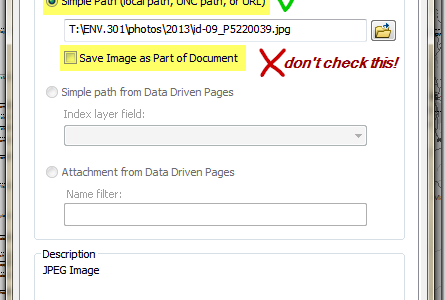 Simple Path (local path, UNC path, or URL)
T:\ENV.301\photos\2013\id-09_P5220039.jpg
Save Image as Part of Document
don't check this!
Simple path from Data Driven Pages
Index layer field:
Attachment from Data Driven Pages
Name filter:
Description
JPEG Image